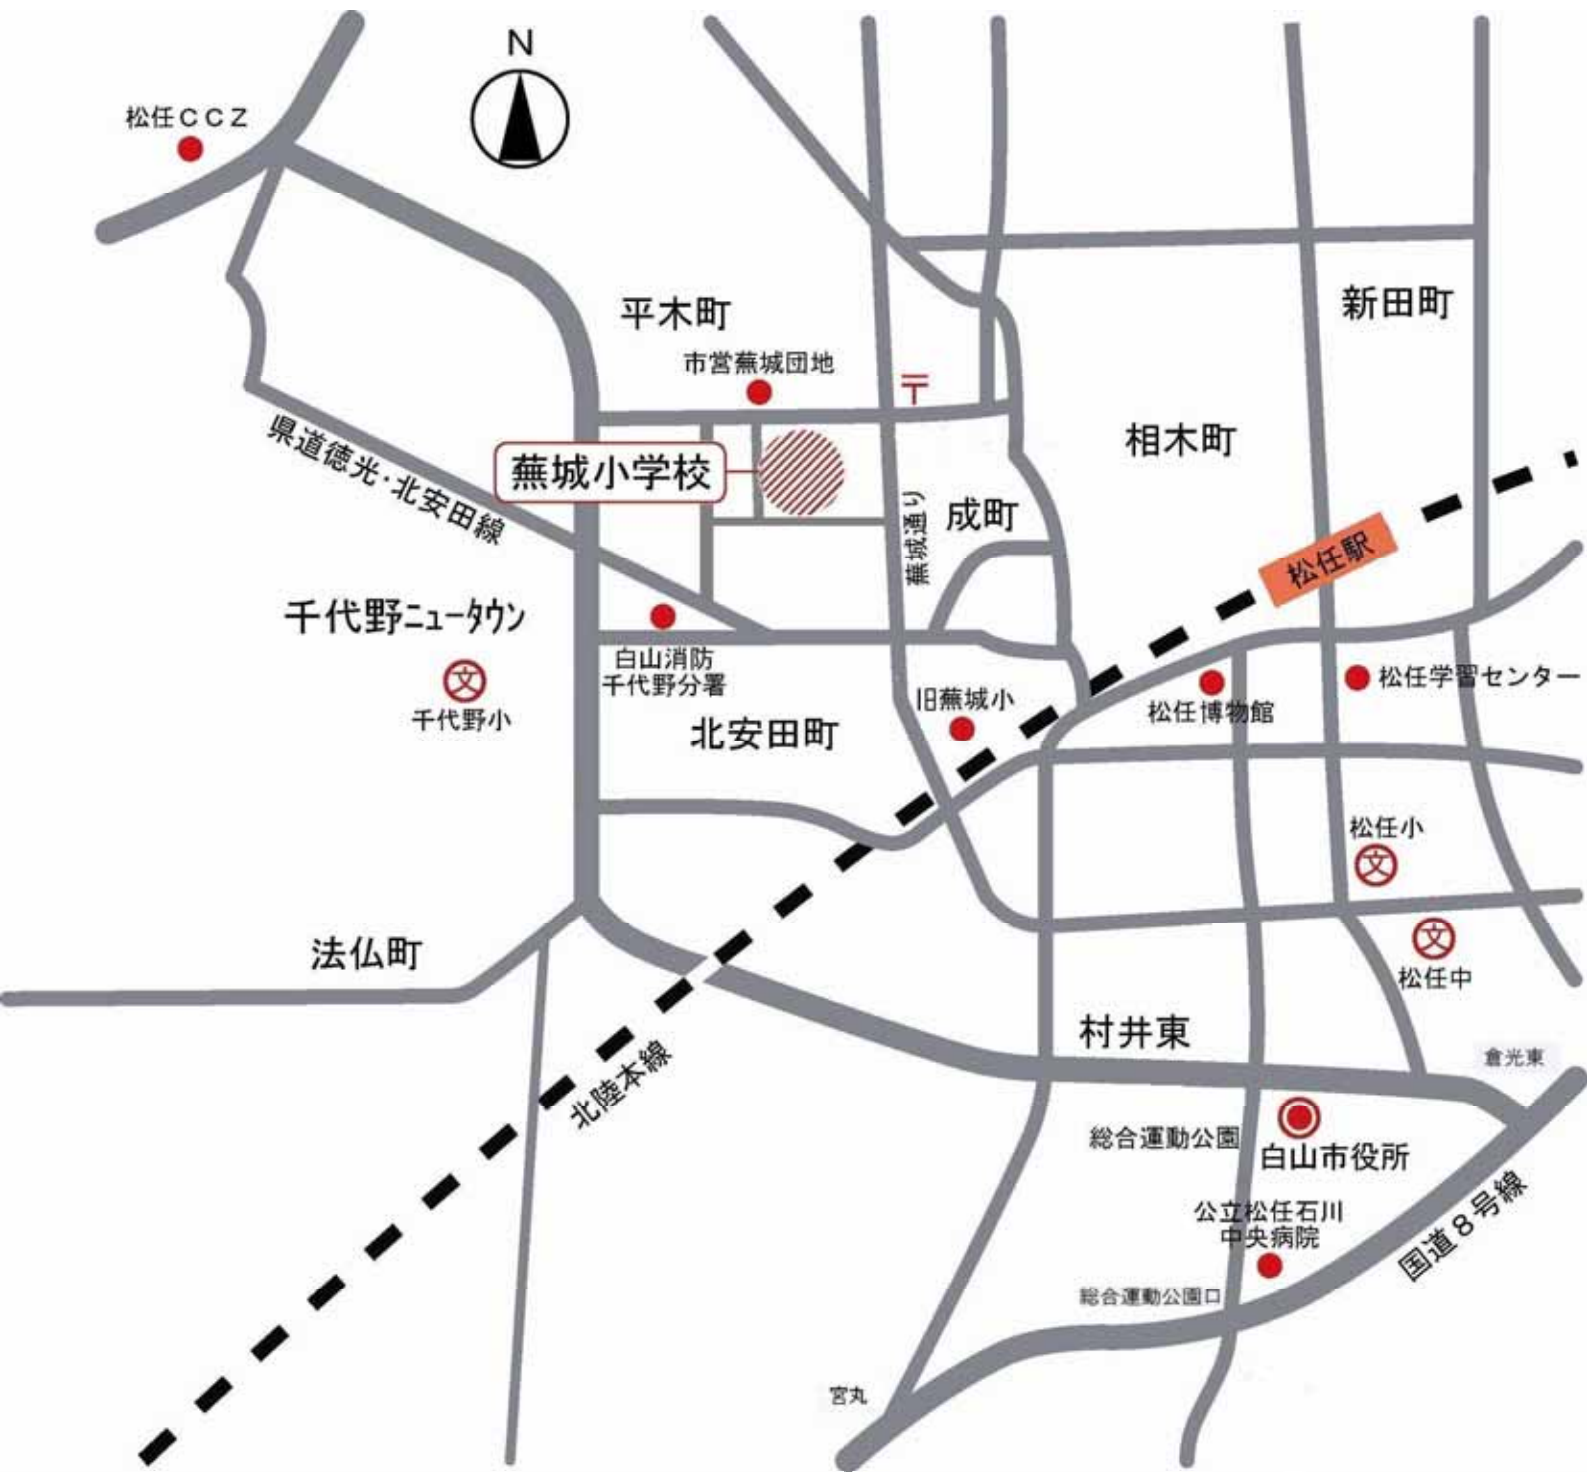 N
松任ＣＣＺ
平木町
新田町
市営蕪城団地
〒
県道徳光・北安田線
蕪城小学校
相木町
蕪城通り
成町
松任駅
千代野ニュータウン
文
千代野小
白山消防
千代野分署
旧蕪城小
松任博物館
松任学習センター
北安田町
松任小
文
文
松任中
法仏町
村井東
倉光東
北陸本線
総合運動公園
白山市役所
公立松任石川
中央病院
国道８号線
総合運動公園口
宮丸